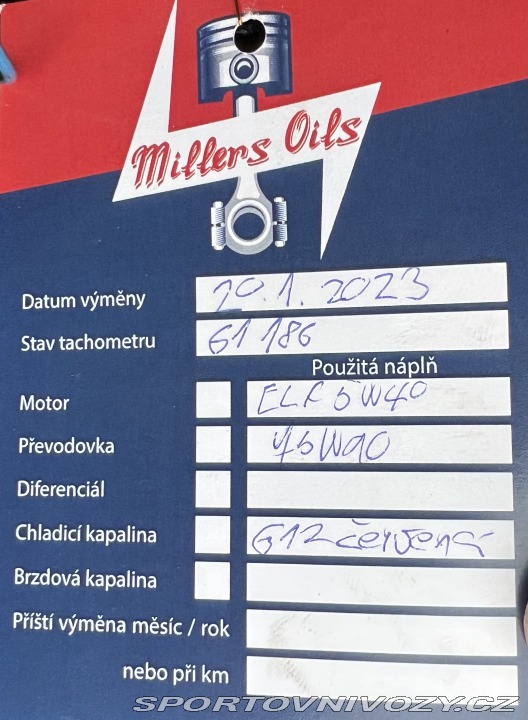 Millers Oils
Datum výměny 20.1.2023
Stav tachometru 61 186
Použitá náplň
Motor ELF 5W40
Převodovka 75W90
Diferenciál
Chladicí kapalina G12 červená
Brzdová kapalina
Příští výměna měsíc / rok
nebo při km
SPORTOVNIVOZY.CZ